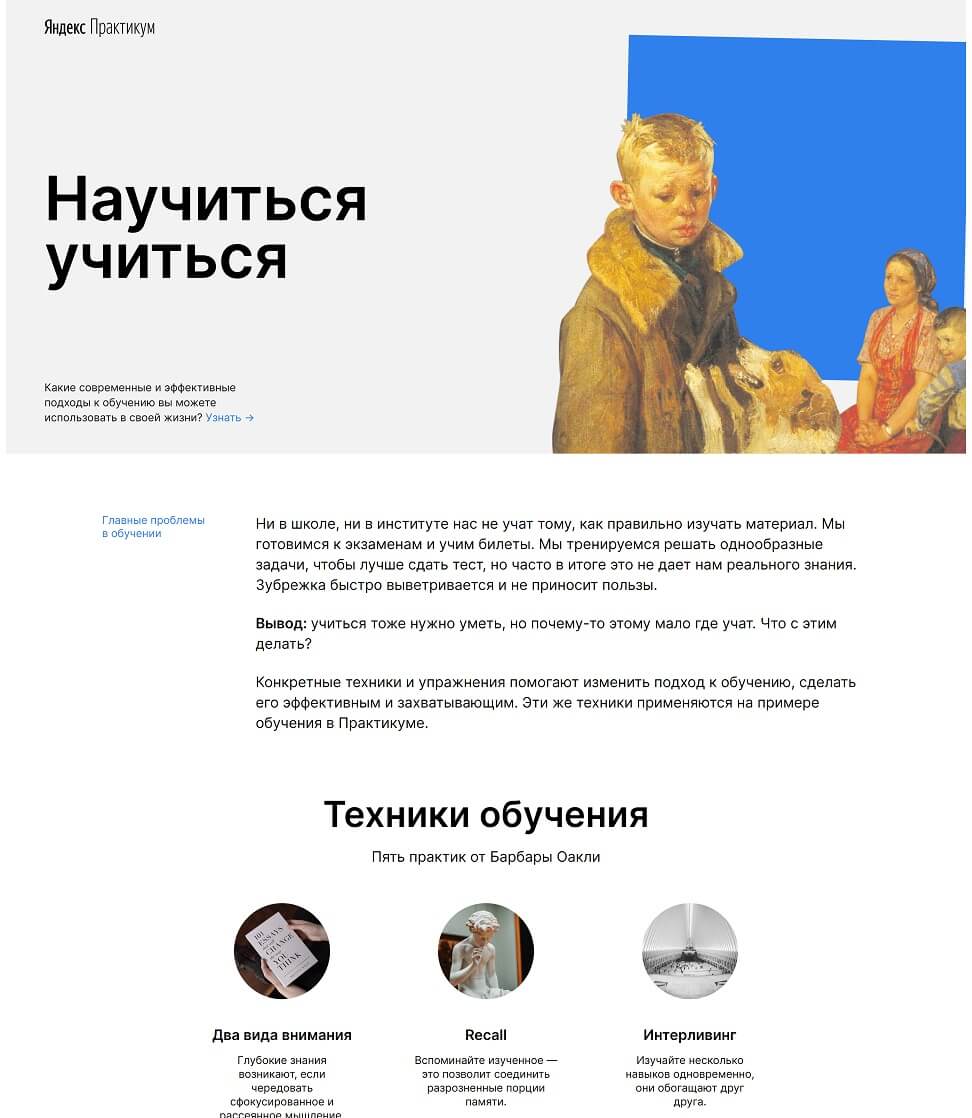 Яндекс Практикум
Научиться
учиться
Какие современные и эффективные
подходы к обучению вы можете
использовать в своей жизни? Узнать →
Главные проблемы
в обучении
Ни в школе, ни в институте нас не учат тому, как правильно изучать материал. Мы
готовимся к экзаменам и учим билеты. Мы тренируемся решать однообразные
задачи, чтобы лучше сдать тест, но часто в итоге это не дает нам реального знания.
Зубрежка быстро выветривается и не приносит пользы.
Вывод: учиться тоже нужно уметь, но почему-то этому мало где учат. Что с этим
делать?
Конкретные техники и упражнения помогают изменить подход к обучению, сделать
его эффективным и захватывающим. Эти же техники применяются на примере
обучения в Практикуме.
Техники обучения
Пять практик от Барбары Оакли
101
ESSAYS
CHANGE
YOU
THINK
Два вида внимания
Глубокие знания
возникают, если
чередовать
сфокусированное и
рассеянное мышление
Recall
Вспоминайте изученное —
это позволит соединить
разрозненные порции
памяти.
Интерливинг
Изучайте несколько
навыков одновременно,
они обогащают друг
друга.